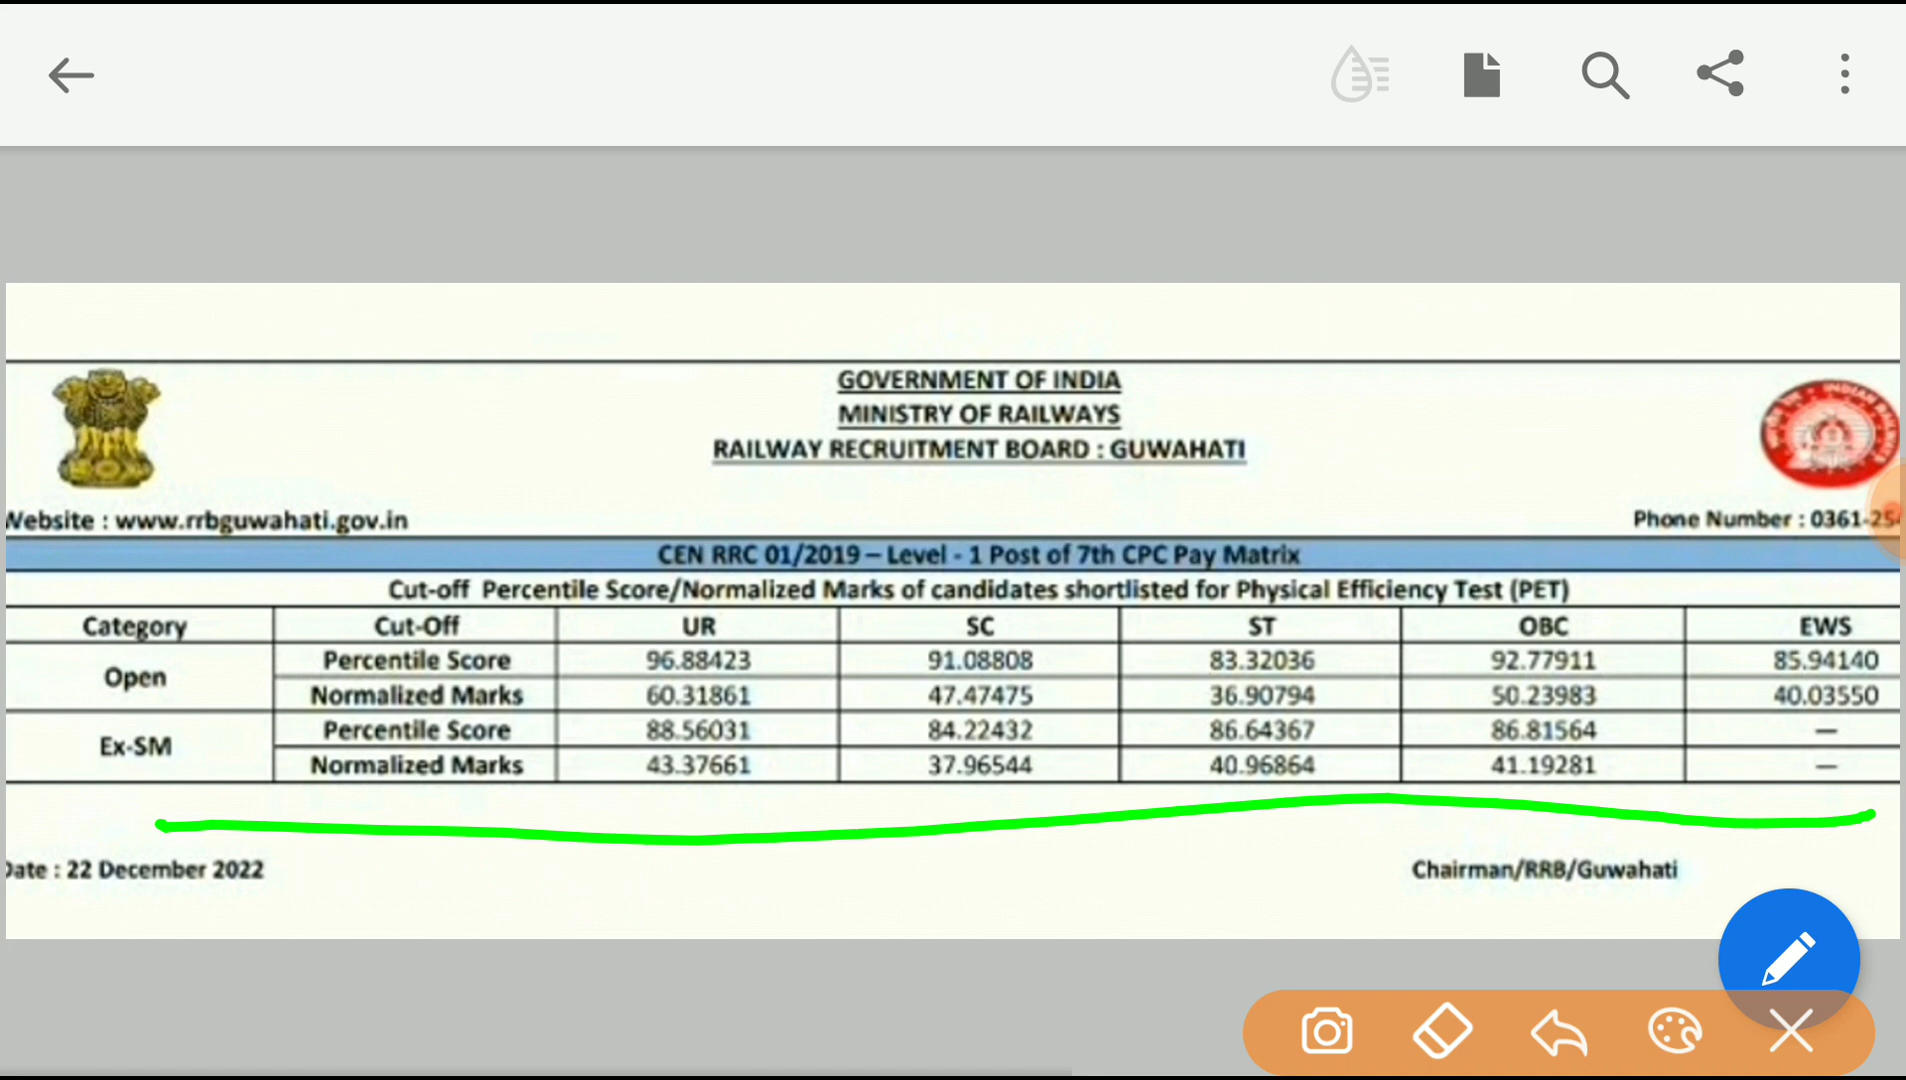 GOVERNMENT OF INDIA
MINISTRY OF RAILWAYS
RAILWAY RECRUITMENT BOARD : GUWAHATI
Website : www.rrbguwahati.gov.in
Phone Number : 0361-25
CEN RRC 01/2019 – Level - 1 Post of 7th CPC Pay Matrix
Cut-off Percentile Score/Normalized Marks of candidates shortlisted for Physical Efficiency Test (PET)
Category Cut-Off UR SC ST OBC EWS
Open Percentile Score 96.88423 91.08808 83.32036 92.77911 85.94140
Normalized Marks 60.31861 47.47475 36.90794 50.23983 40.03550
Ex-SM Percentile Score 88.56031 84.22432 86.64367 86.81564 —
Normalized Marks 43.37661 37.96544 40.96864 41.19281 —
Date : 22 December 2022
Chairman/RRB/Guwahati